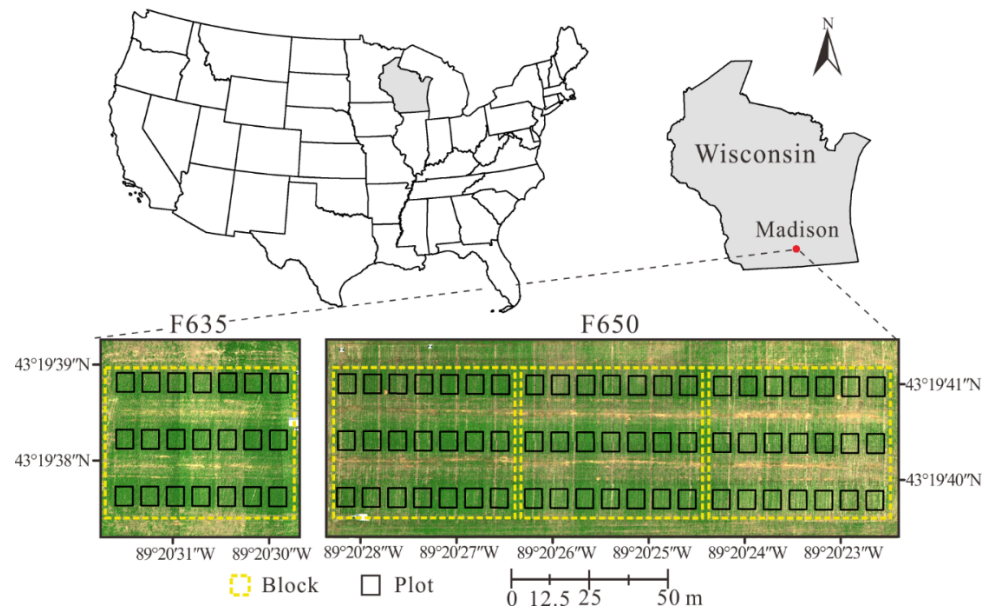 N
Wisconsin
Madison
F635 F650
43°19′39″N
43°19′38″N
43°19′41″N
43°19′40″N
89°20′31″W 89°20′30″W 89°20′28″W 89°20′27″W 89°20′26″W 89°20′25″W 89°20′24″W 89°20′23″W
Block Plot
0 12.5 25 50 m